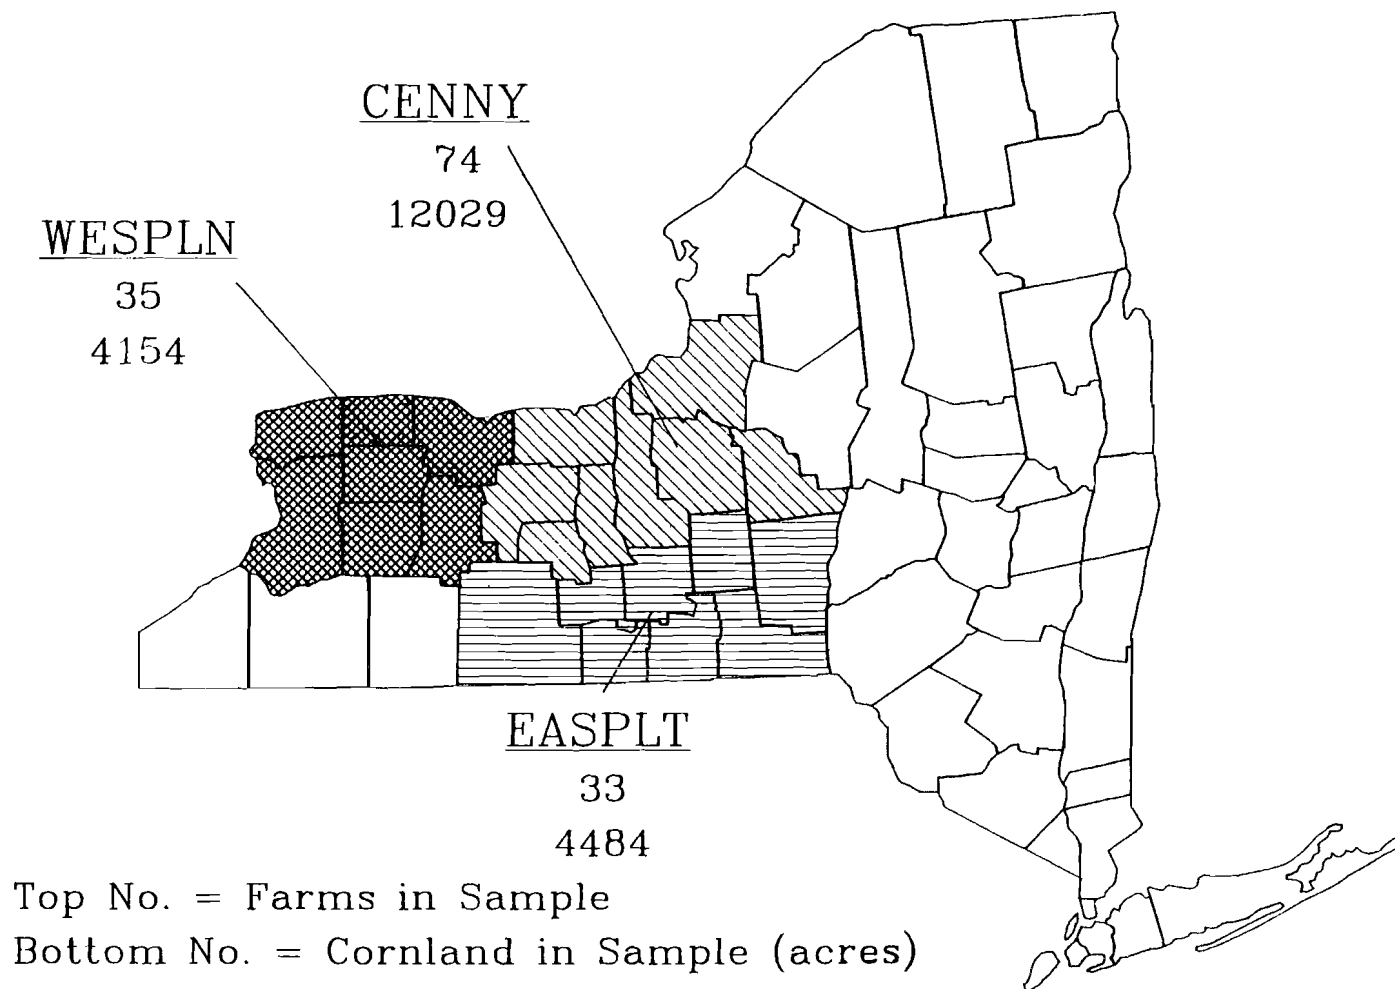 CENNY
74
12029
WESPLN
35
4154
EASPLT
33
4484
Top No. = Farms in Sample
Bottom No. = Cornland in Sample (acres)